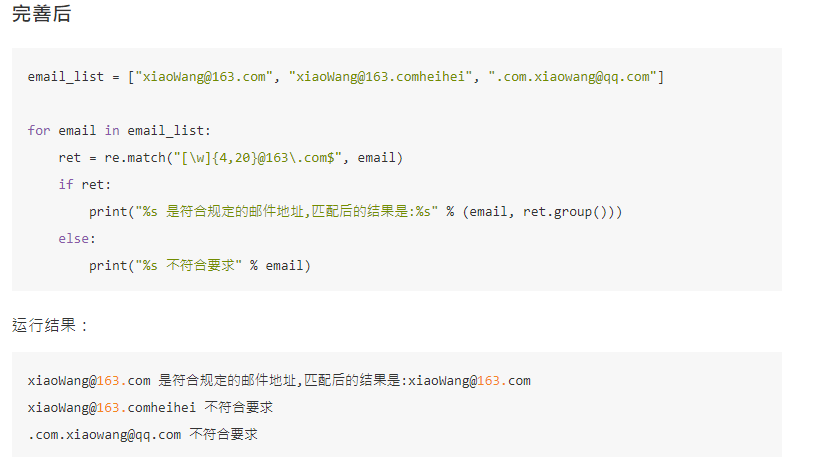 完善后
email_list = ["xiaoWang@163.com", "xiaoWang@163.comheihei", ".com.xiaowang@qq.com"]
for email in email_list:
    ret = re.match("[\w]{4,20}@163\.com$", email)
    if ret:
        print("%s 是符合规定的邮件地址,匹配后的结果是:%s" % (email, ret.group()))
    else:
        print("%s 不符合要求" % email)
运行结果：
xiaoWang@163.com 是符合规定的邮件地址,匹配后的结果是:xiaoWang@163.com
xiaoWang@163.comheihei 不符合要求
.com.xiaowang@qq.com 不符合要求